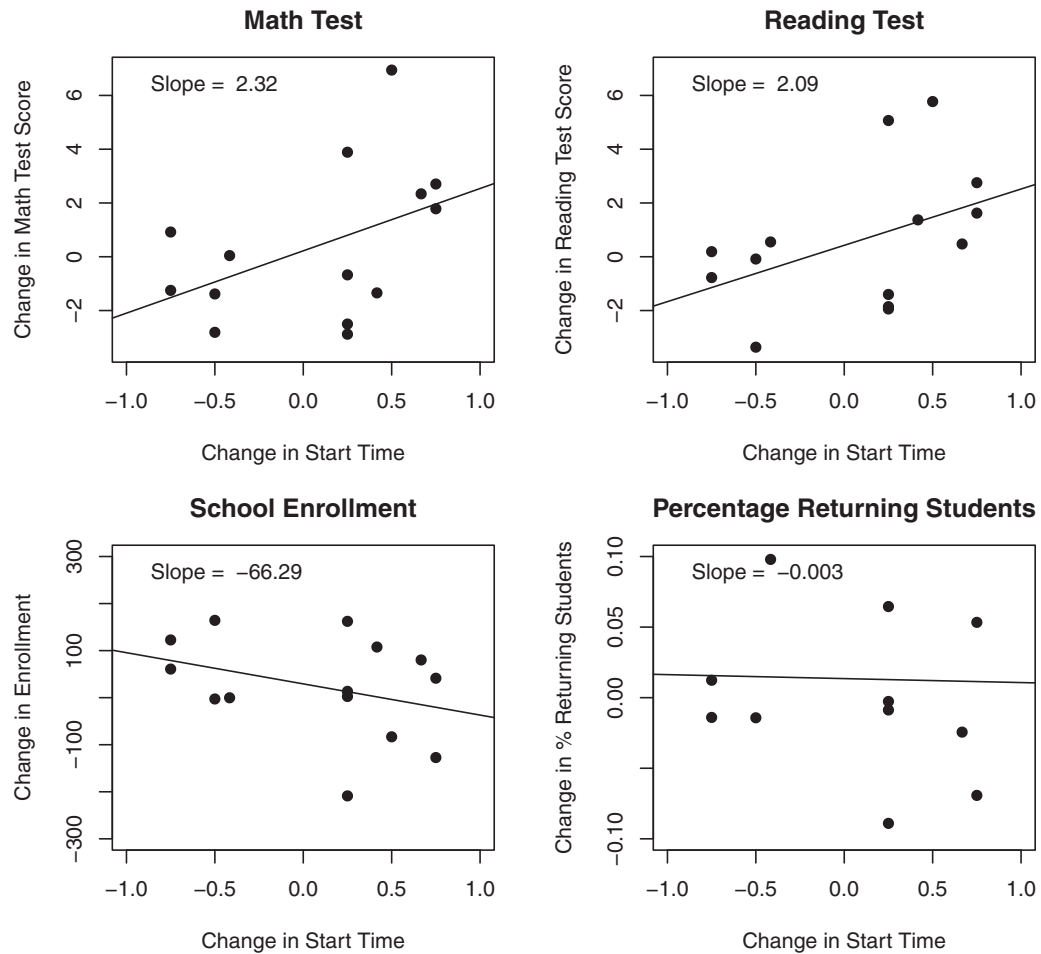 Math Test
Slope = 2.32
Change in Math Test Score
6
4
2
0
−2
−1.0 −0.5 0.0 0.5 1.0
Change in Start Time
Reading Test
Slope = 2.09
Change in Reading Test Score
6
4
2
0
−2
−1.0 −0.5 0.0 0.5 1.0
Change in Start Time
School Enrollment
Slope = −66.29
Change in Enrollment
300
100
−100
−300
−1.0 −0.5 0.0 0.5 1.0
Change in Start Time
Percentage Returning Students
Slope = −0.003
Change in % Returning Students
0.10
0.05
0.00
−0.10
−1.0 −0.5 0.0 0.5 1.0
Change in Start Time